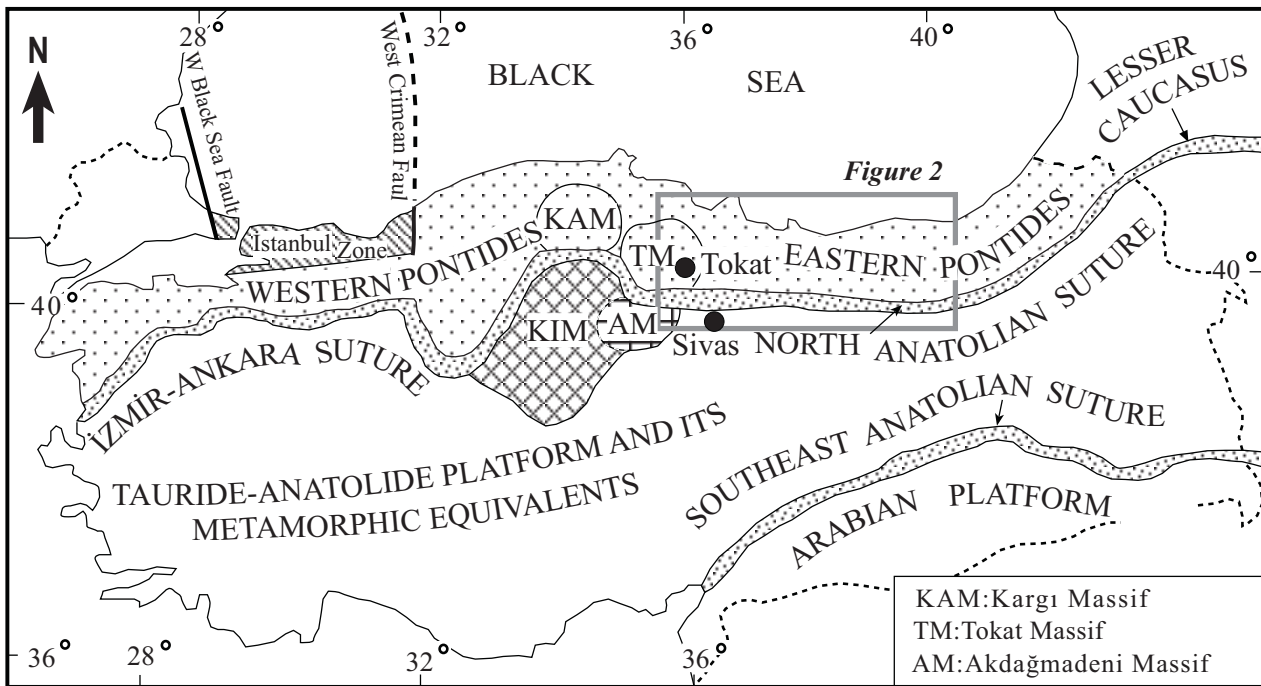 28°
32°
36°
40°
N
W Black Sea Fault
West Crimean Faul
BLACK SEA
LESSER
CAUCASUS
Figure 2
KAM
TM
Tokat
EASTERN PONTIDES
Istanbul Zone
WESTERN PONTIDES
40°
40°
KIM
AM
Sivas
NORTH ANATOLIAN SUTURE
İZMİR-ANKARA SUTURE
TAURIDE-ANATOLIDE PLATFORM AND ITS
METAMORPHIC EQUIVALENTS
SOUTHEAST ANATOLIAN SUTURE
ARABIAN PLATFORM
KAM:Kargı Massif
TM:Tokat Massif
AM:Akdağmadeni Massif
36°
28°
32°
36°